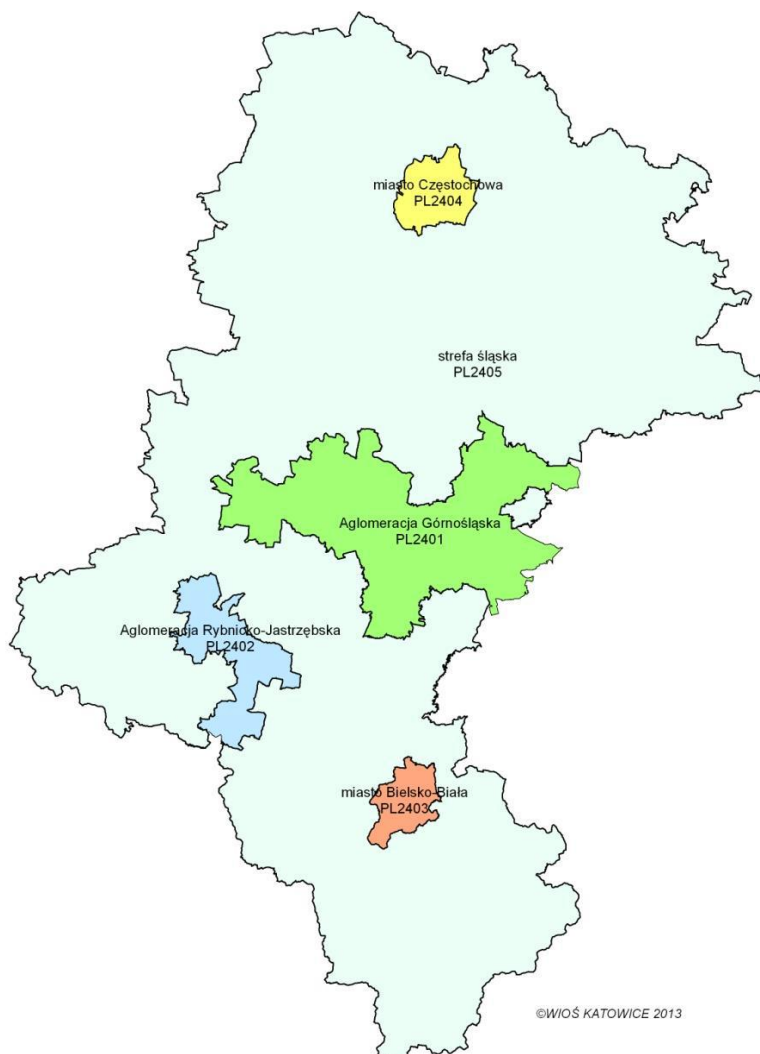 miasto Częstochowa
PL2404
strefa śląska
PL2405
Aglomeracja Górnośląska
PL2401
Aglomeracja Rybnicko-Jastrzębska
PL2402
miasto Bielsko-Biała
PL2403
©WIOŚ KATOWICE 2013